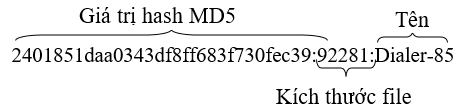 Giá trị hash MD5 Tên
2401851daa0343df8ff683f730fec39:92281:Dialer-85
Kích thước file